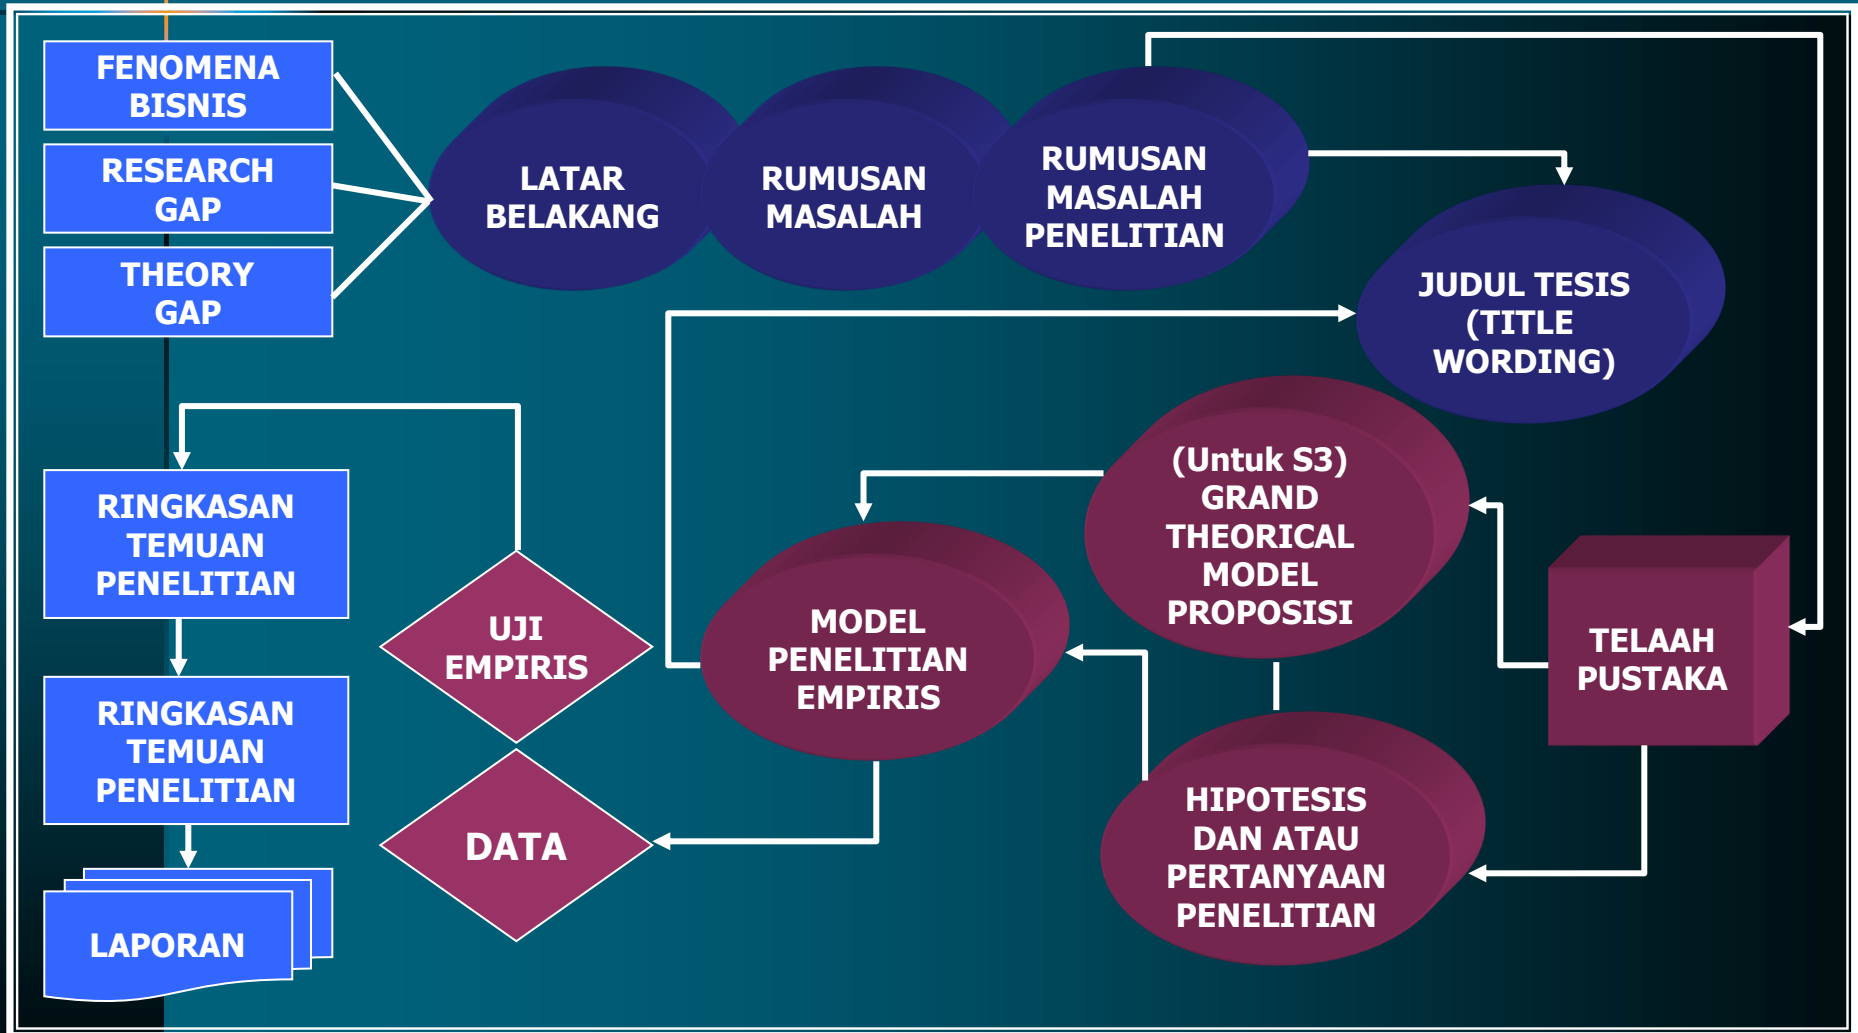 FENOMENA
BISNIS
RESEARCH
GAP
THEORY
GAP
LATAR
BELAKANG
RUMUSAN
MASALAH
RUMUSAN
MASALAH
PENELITIAN
JUDUL TESIS
(TITLE
WORDING)
(Untuk S3)
GRAND
THEORICAL
MODEL
PROPOSISI
TELAAH
PUSTAKA
HIPOTESIS
DAN ATAU
PERTANYAAN
PENELITIAN
MODEL
PENELITIAN
EMPIRIS
UJI
EMPIRIS
DATA
RINGKASAN
TEMUAN
PENELITIAN
RINGKASAN
TEMUAN
PENELITIAN
LAPORAN